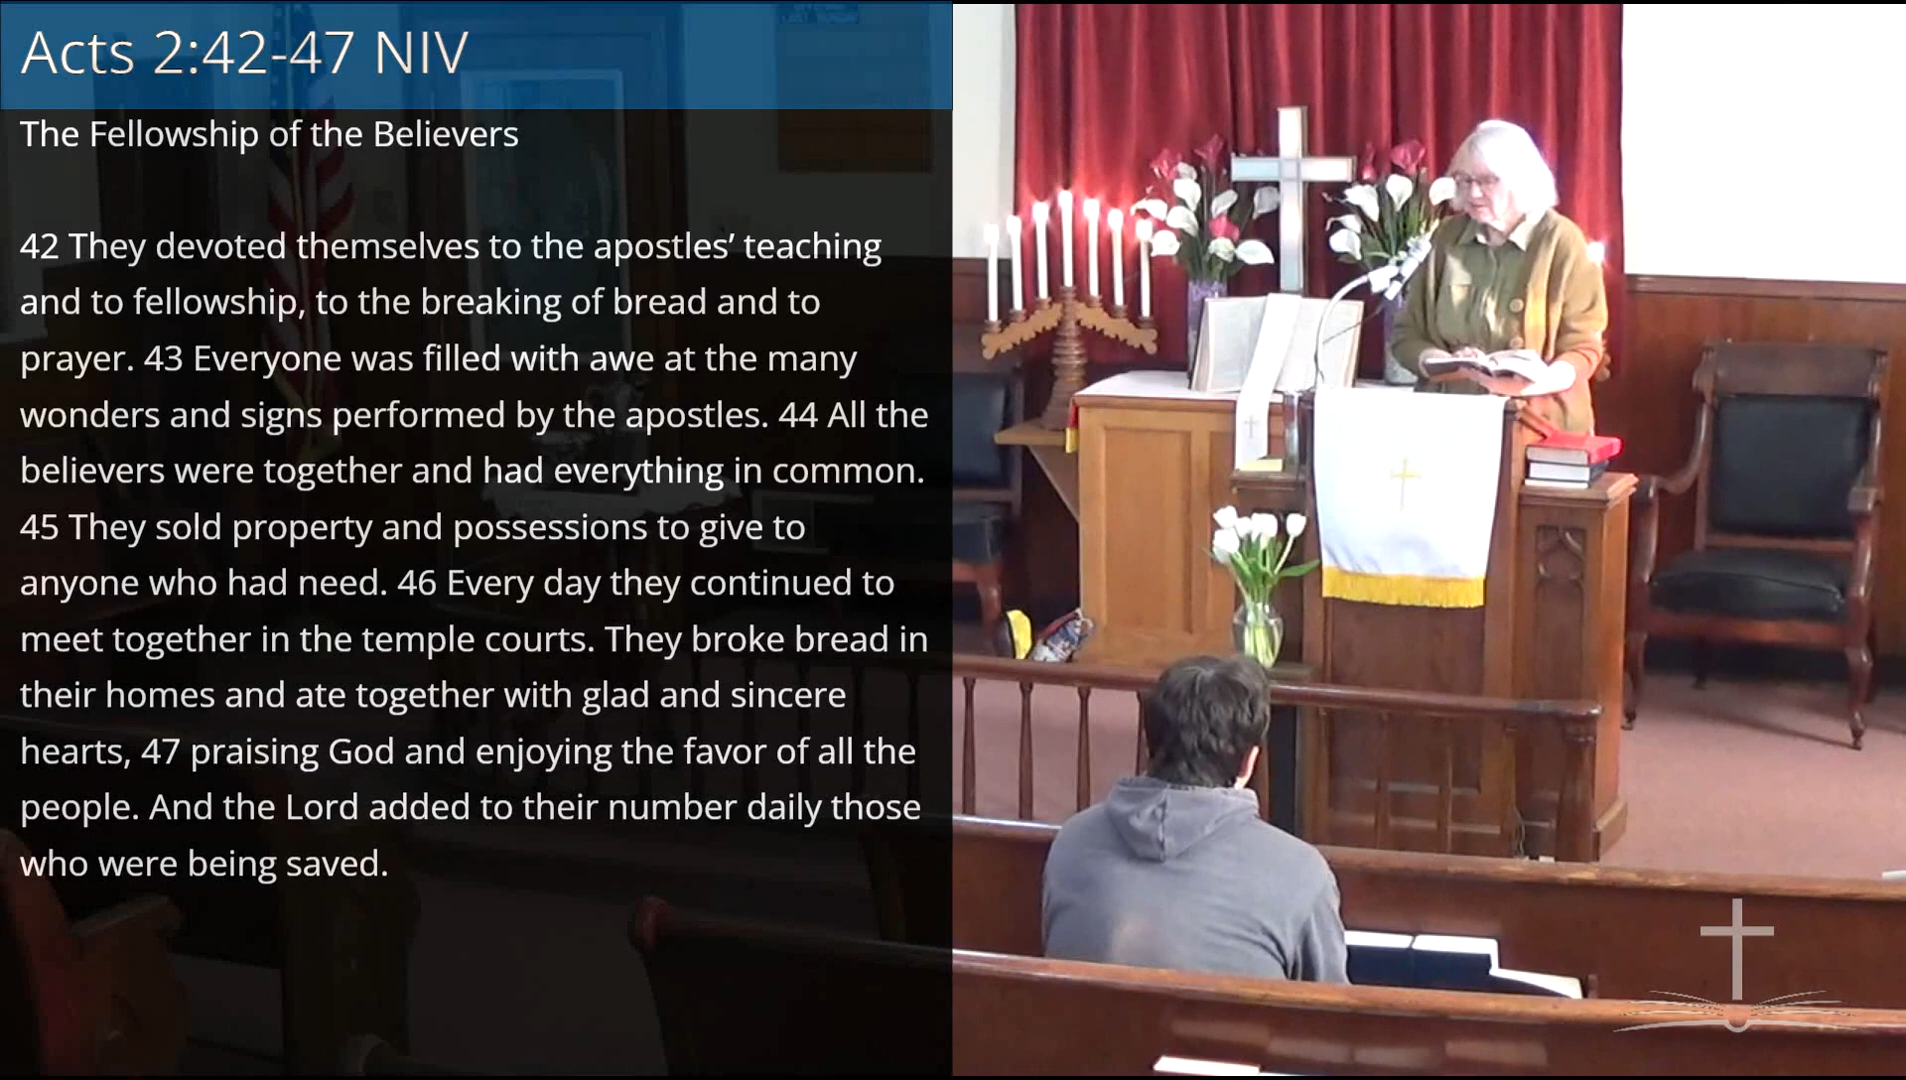 Acts 2:42-47 NIV
The Fellowship of the Believers
42 They devoted themselves to the apostles’ teaching
and to fellowship, to the breaking of bread and to
prayer. 43 Everyone was filled with awe at the many
wonders and signs performed by the apostles. 44 All the
believers were together and had everything in common.
45 They sold property and possessions to give to
anyone who had need. 46 Every day they continued to
meet together in the temple courts. They broke bread in
their homes and ate together with glad and sincere
hearts, 47 praising God and enjoying the favor of all the
people. And the Lord added to their number daily those
who were being saved.